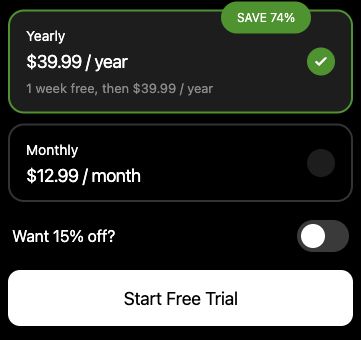 SAVE 74%
Yearly
$39.99 / year
1 week free, then $39.99 / year
Monthly
$12.99 / month
Want 15% off?
Start Free Trial